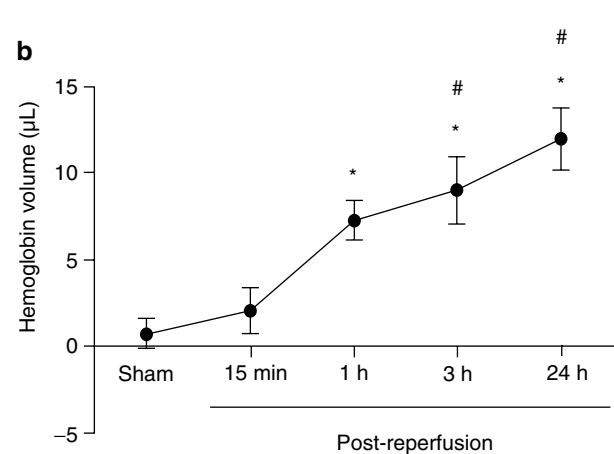 b
Hemoglobin volume (µL)
15
10
5
0
−5
#
*
#
*
*
Sham 15 min 1 h 3 h 24 h
Post-reperfusion